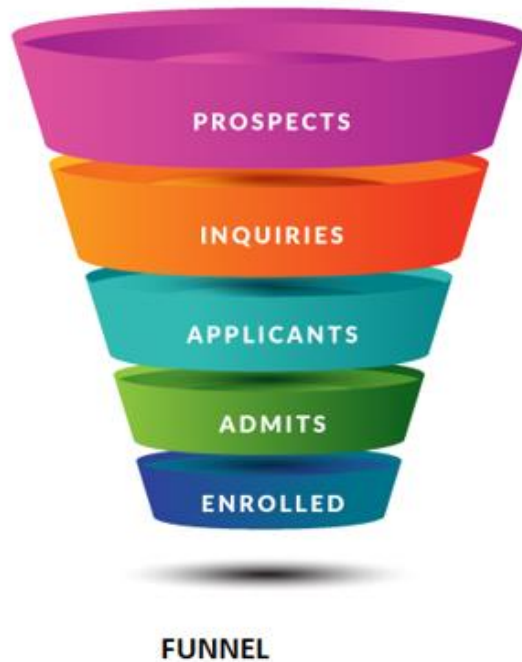 PROSPECTS
INQUIRIES
APPLICANTS
ADMITS
ENROLLED
FUNNEL